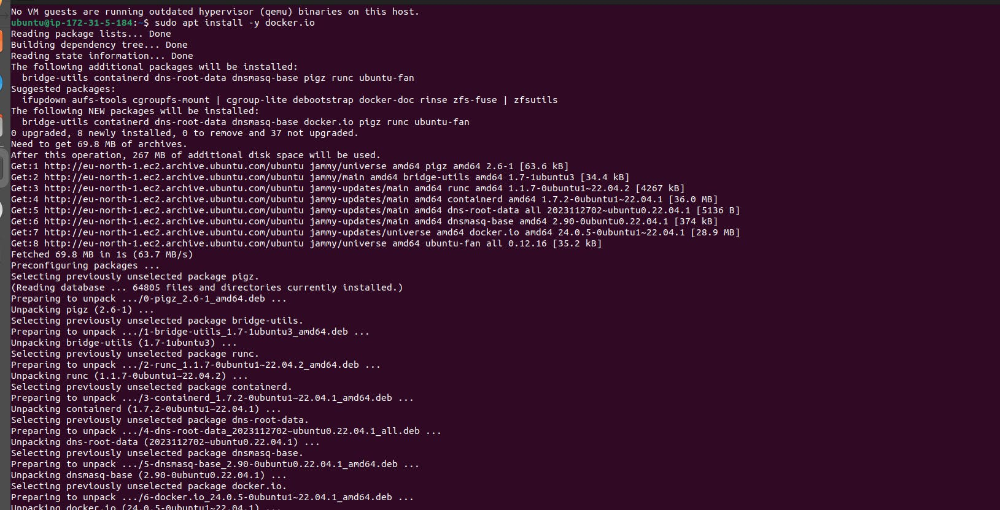 No VM guests are running outdated hypervisor (qemu) binaries on this host.
ubuntu@ip-172-31-5-184:~$ sudo apt install -y docker.io
Reading package lists... Done
Building dependency tree... Done
Reading state information... Done
The following additional packages will be installed:
  bridge-utils containerd dns-root-data dnsmasq-base pigz runc ubuntu-fan
Suggested packages:
  ifupdown aufs-tools cgroupfs-mount | cgroup-lite debootstrap docker-doc rinse zfs-fuse | zfsutils
The following NEW packages will be installed:
  bridge-utils containerd dns-root-data dnsmasq-base docker.io pigz runc ubuntu-fan
0 upgraded, 8 newly installed, 0 to remove and 37 not upgraded.
Need to get 69.8 MB of archives.
After this operation, 267 MB of additional disk space will be used.
Get:1 http://eu-north-1.ec2.archive.ubuntu.com/ubuntu jammy/universe amd64 pigz amd64 2.6-1 [63.6 kB]
Get:2 http://eu-north-1.ec2.archive.ubuntu.com/ubuntu jammy/main amd64 bridge-utils amd64 1.7-1ubuntu3 [34.4 kB]
Get:3 http://eu-north-1.ec2.archive.ubuntu.com/ubuntu jammy-updates/main amd64 runc amd64 1.1.7-0ubuntu1~22.04.2 [4267 kB]
Get:4 http://eu-north-1.ec2.archive.ubuntu.com/ubuntu jammy-updates/main amd64 containerd amd64 1.7.2-0ubuntu1~22.04.1 [36.0 MB]
Get:5 http://eu-north-1.ec2.archive.ubuntu.com/ubuntu jammy-updates/main amd64 dns-root-data all 2023112702~ubuntu0.22.04.1 [5136 B]
Get:6 http://eu-north-1.ec2.archive.ubuntu.com/ubuntu jammy-updates/main amd64 dnsmasq-base amd64 2.90-0ubuntu0.22.04.1 [374 kB]
Get:7 http://eu-north-1.ec2.archive.ubuntu.com/ubuntu jammy-updates/universe amd64 docker.io amd64 24.0.5-0ubuntu1~22.04.1 [28.9 MB]
Get:8 http://eu-north-1.ec2.archive.ubuntu.com/ubuntu jammy/universe amd64 ubuntu-fan all 0.12.16 [35.2 kB]
Fetched 69.8 MB in 1s (63.7 MB/s)
Preconfiguring packages ...
Selecting previously unselected package pigz.
(Reading database ... 64805 files and directories currently installed.)
Preparing to unpack .../0-pigz_2.6-1_amd64.deb ...
Unpacking pigz (2.6-1) ...
Selecting previously unselected package bridge-utils.
Preparing to unpack .../1-bridge-utils_1.7-1ubuntu3_amd64.deb ...
Unpacking bridge-utils (1.7-1ubuntu3) ...
Selecting previously unselected package runc.
Preparing to unpack .../2-runc_1.1.7-0ubuntu1~22.04.2_amd64.deb ...
Unpacking runc (1.1.7-0ubuntu1~22.04.2) ...
Selecting previously unselected package containerd.
Preparing to unpack .../3-containerd_1.7.2-0ubuntu1~22.04.1_amd64.deb ...
Unpacking containerd (1.7.2-0ubuntu1~22.04.1) ...
Selecting previously unselected package dns-root-data.
Preparing to unpack .../4-dns-root-data_2023112702~ubuntu0.22.04.1_all.deb ...
Unpacking dns-root-data (2023112702~ubuntu0.22.04.1) ...
Selecting previously unselected package dnsmasq-base.
Preparing to unpack .../5-dnsmasq-base_2.90-0ubuntu0.22.04.1_amd64.deb ...
Unpacking dnsmasq-base (2.90-0ubuntu0.22.04.1) ...
Selecting previously unselected package docker.io.
Preparing to unpack .../6-docker.io_24.0.5-0ubuntu1~22.04.1_amd64.deb ...
Unpacking docker.io (24.0.5-0ubuntu1~22.04.1) ...